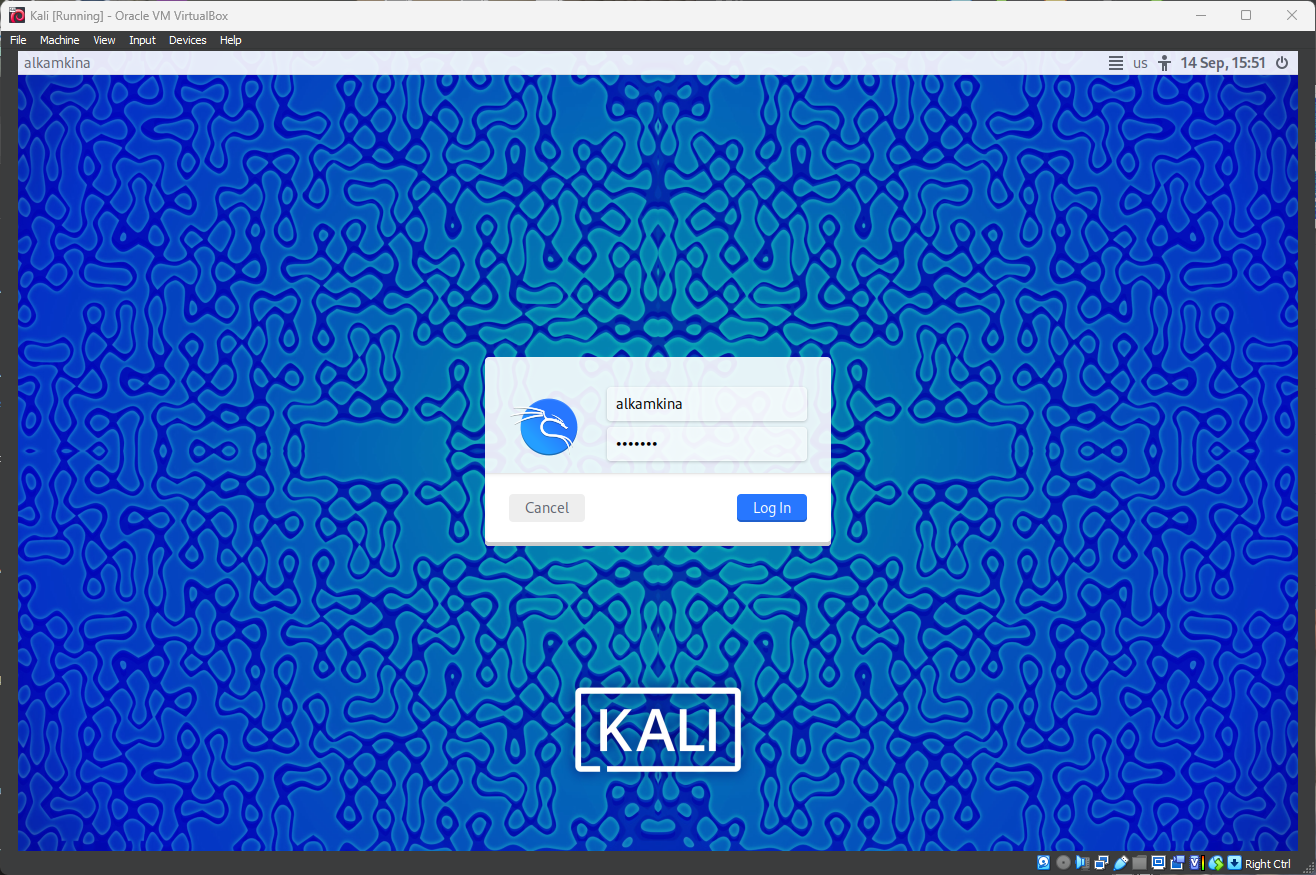 Kali [Running] - Oracle VM VirtualBox
File Machine View Input Devices Help
alkamkina us 14 Sep, 15:51
alkamkina
•••••••
Cancel Log In
KALI
Right Ctrl